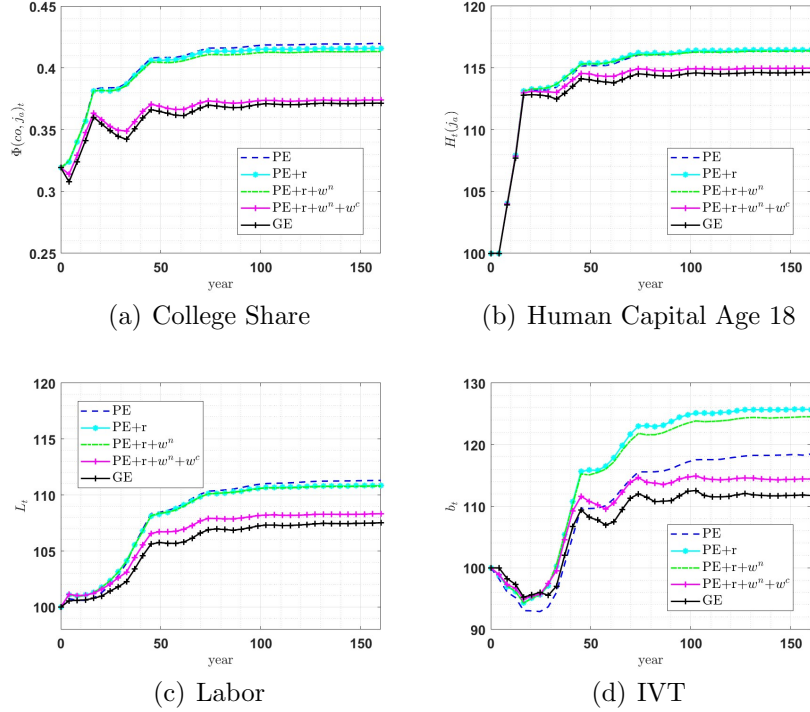 0.45
0.4
0.35
0.3
0.25
Φ(co, j_a)_t
PE
PE+r
PE+r+w^n
PE+r+w^n+w^c
GE
0 50 100 150
year
(a) College Share
115
110
105
100
H_t(j_a)
PE
PE+r
PE+r+w^n
PE+r+w^n+w^c
GE
0 50 100 150
year
(b) Human Capital Age 18
120
115
110
105
100
L_t
PE
PE+r
PE+r+w^n
PE+r+w^n+w^c
GE
0 50 100 150
year
(c) Labor
130
120
110
100
90
b_t
PE
PE+r
PE+r+w^n
PE+r+w^n+w^c
GE
0 50 100 150
year
(d) IVT